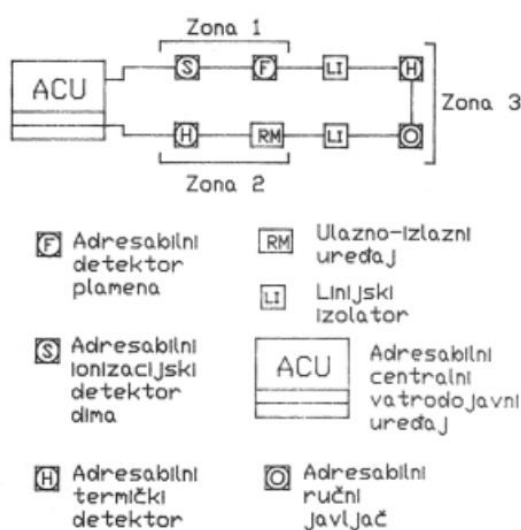 Zona 1
ACU
S
F
LI
H
Zona 3
H
RM
LI
O
Zona 2
F Adresabilni
detektor
plamena
RM Ulazno-izlazni
uređaj
LI Linijski
izolator
S Adresabilni
ionizacijski
detektor
dima
ACU Adresabilni
centralni
vatrodojavni
uređaj
H Adresabilni
termički
detektor
O Adresabilni
ručni
javljač